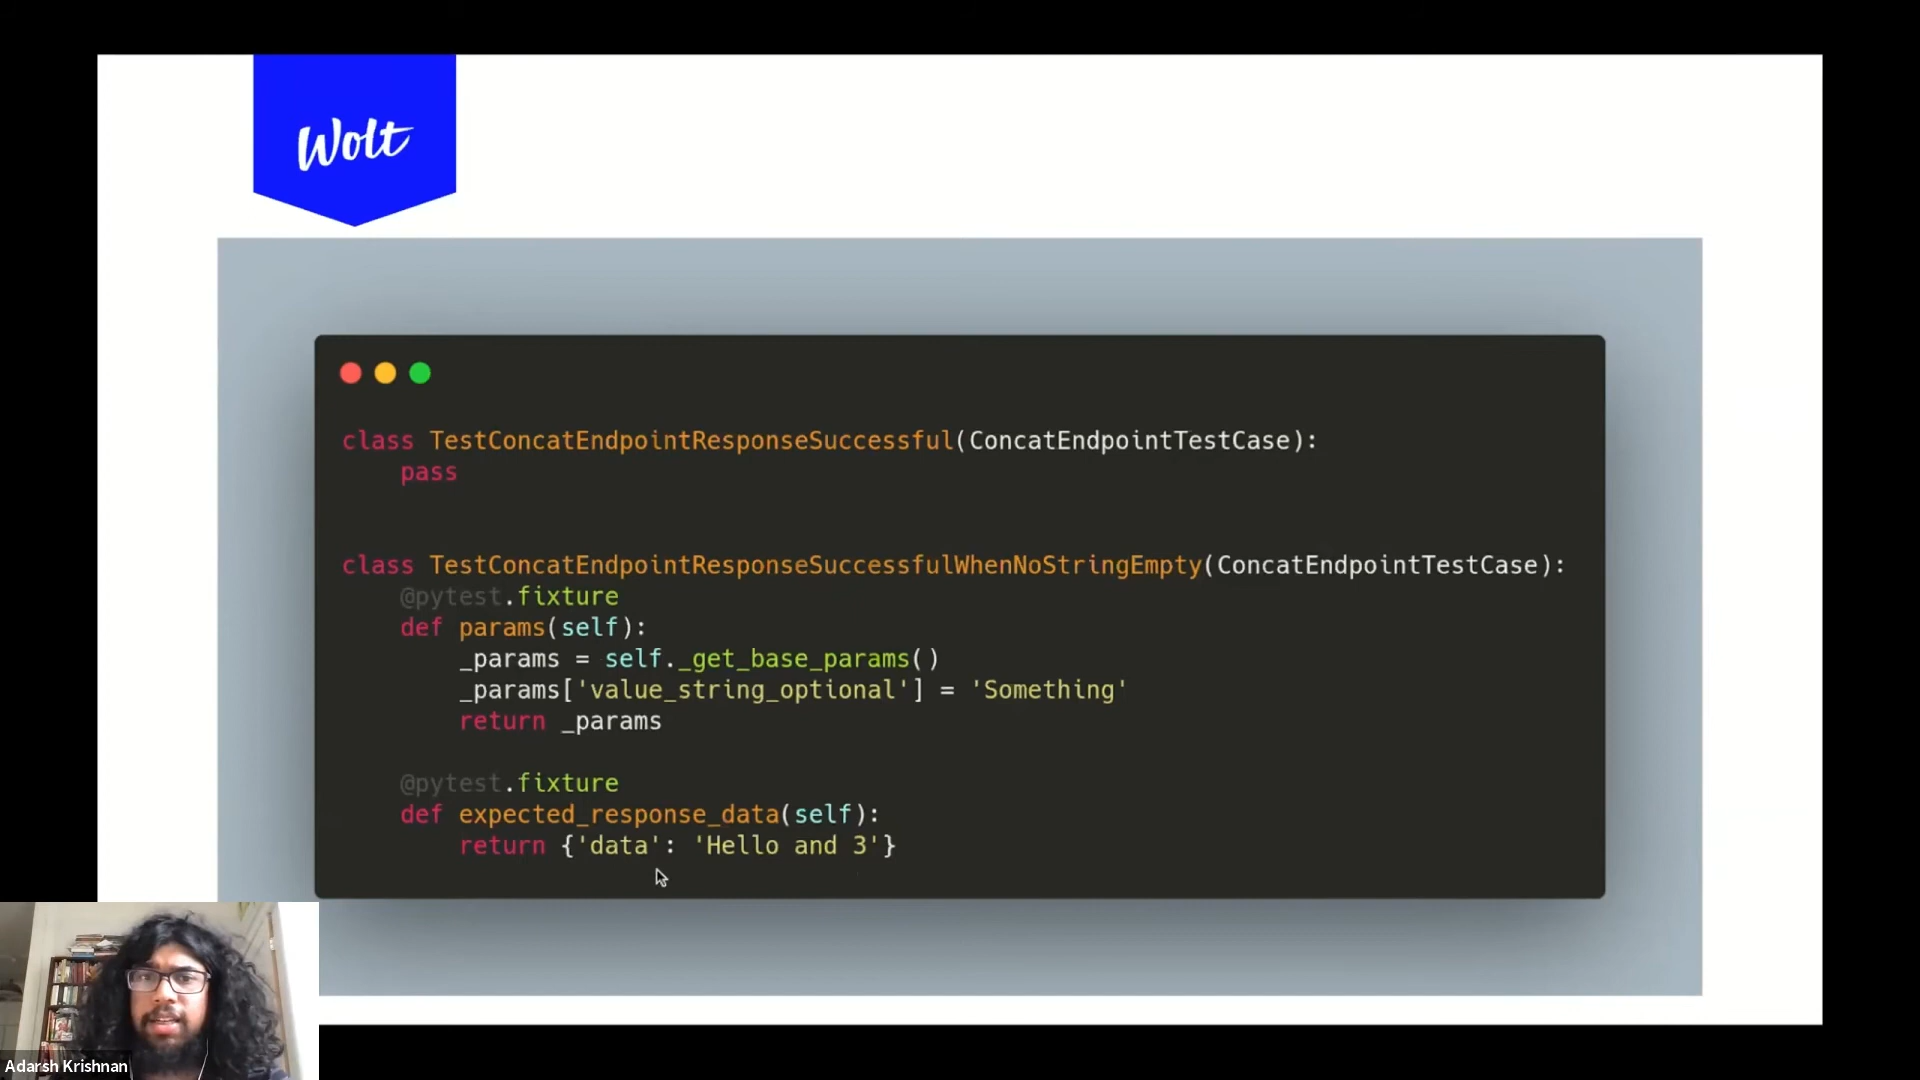 Wolt
class TestConcatEndpointResponseSuccessful(ConcatEndpointTestCase):
    pass
class TestConcatEndpointResponseSuccessfulWhenNoStringEmpty(ConcatEndpointTestCase):
    @pytest.fixture
    def params(self):
        _params = self._get_base_params()
        _params['value_string_optional'] = 'Something'
        return _params
    @pytest.fixture
    def expected_response_data(self):
        return {'data': 'Hello and 3'}
Adarsh Krishnan